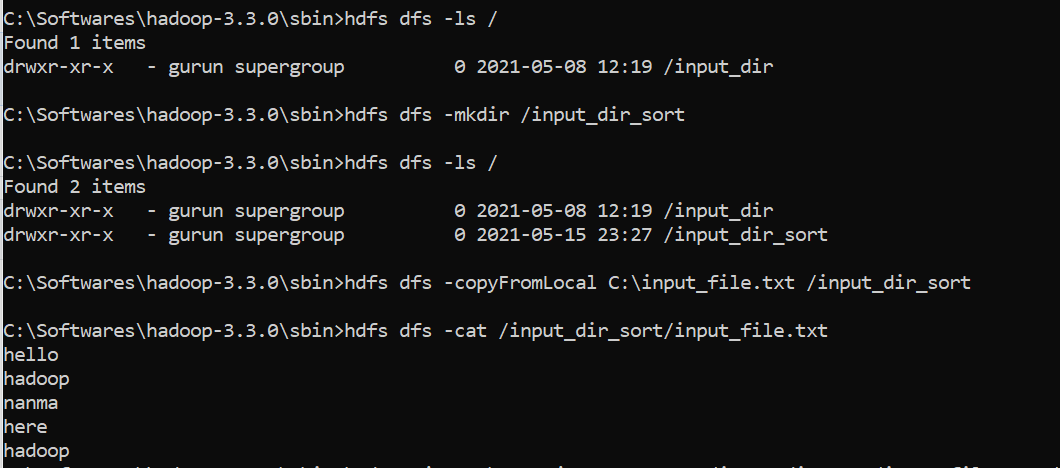 C:\Softwares\hadoop-3.3.0\sbin>hdfs dfs -ls /
Found 1 items
drwxr-xr-x   - gurun supergroup          0 2021-05-08 12:19 /input_dir
C:\Softwares\hadoop-3.3.0\sbin>hdfs dfs -mkdir /input_dir_sort
C:\Softwares\hadoop-3.3.0\sbin>hdfs dfs -ls /
Found 2 items
drwxr-xr-x   - gurun supergroup          0 2021-05-08 12:19 /input_dir
drwxr-xr-x   - gurun supergroup          0 2021-05-15 23:27 /input_dir_sort
C:\Softwares\hadoop-3.3.0\sbin>hdfs dfs -copyFromLocal C:\input_file.txt /input_dir_sort
C:\Softwares\hadoop-3.3.0\sbin>hdfs dfs -cat /input_dir_sort/input_file.txt
hello
hadoop
nanma
here
hadoop